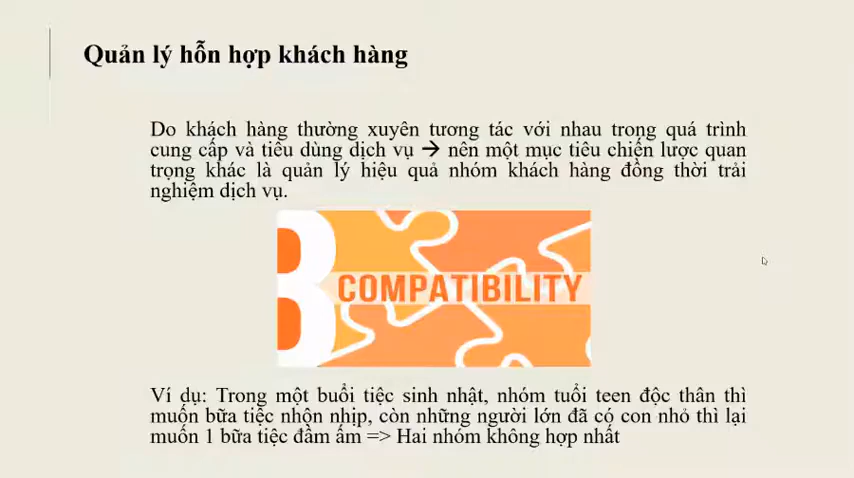 Quản lý hỗn hợp khách hàng
Do khách hàng thường xuyên tương tác với nhau trong quá trình
cung cấp và tiêu dùng dịch vụ → nên một mục tiêu chiến lược quan
trọng khác là quản lý hiệu quả nhóm khách hàng đồng thời trải
nghiệm dịch vụ.
3 COMPATIBILITY
Ví dụ: Trong một buổi tiệc sinh nhật, nhóm tuổi teen độc thân thì
muốn bữa tiệc nhộn nhịp, còn những người lớn đã có con nhỏ thì lại
muốn 1 bữa tiệc đầm ấm => Hai nhóm không hợp nhất